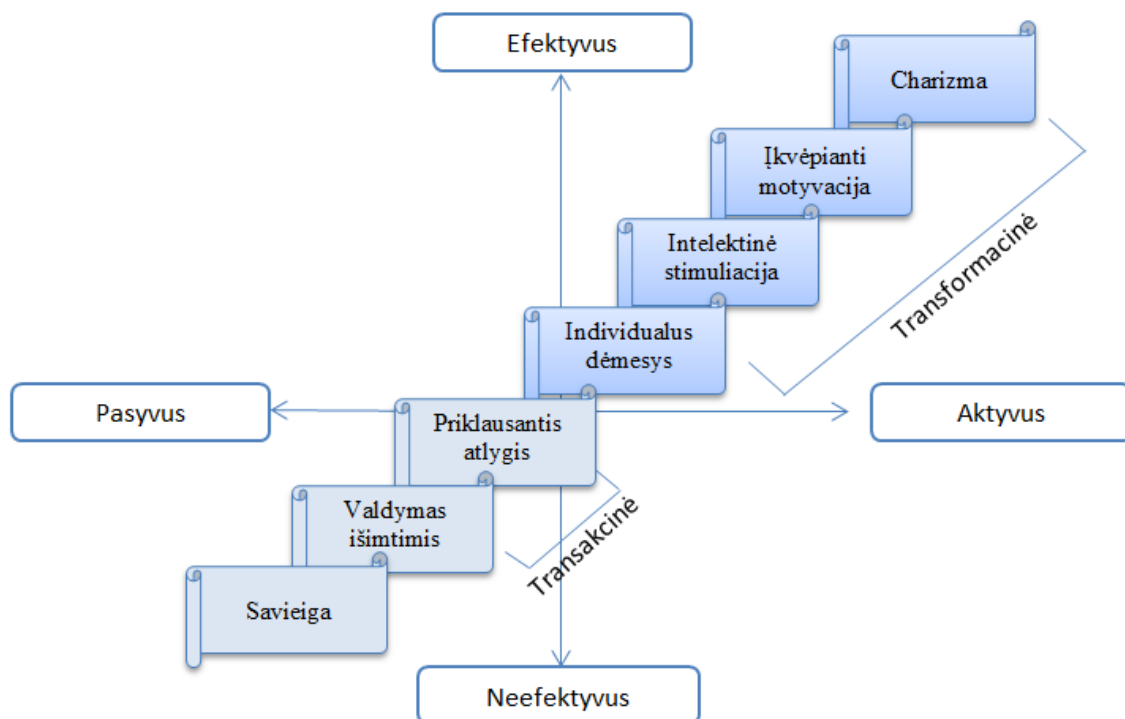 Efektyvus
Charizma
Įkvėpianti
motyvacija
Intelektinė
stimuliacija
Transformacinė
Individualus
dėmesys
Pasyvus
Aktyvus
Priklausantis
atlygis
Valdymas
išimtimis
Transakcinė
Savieiga
Neefektyvus